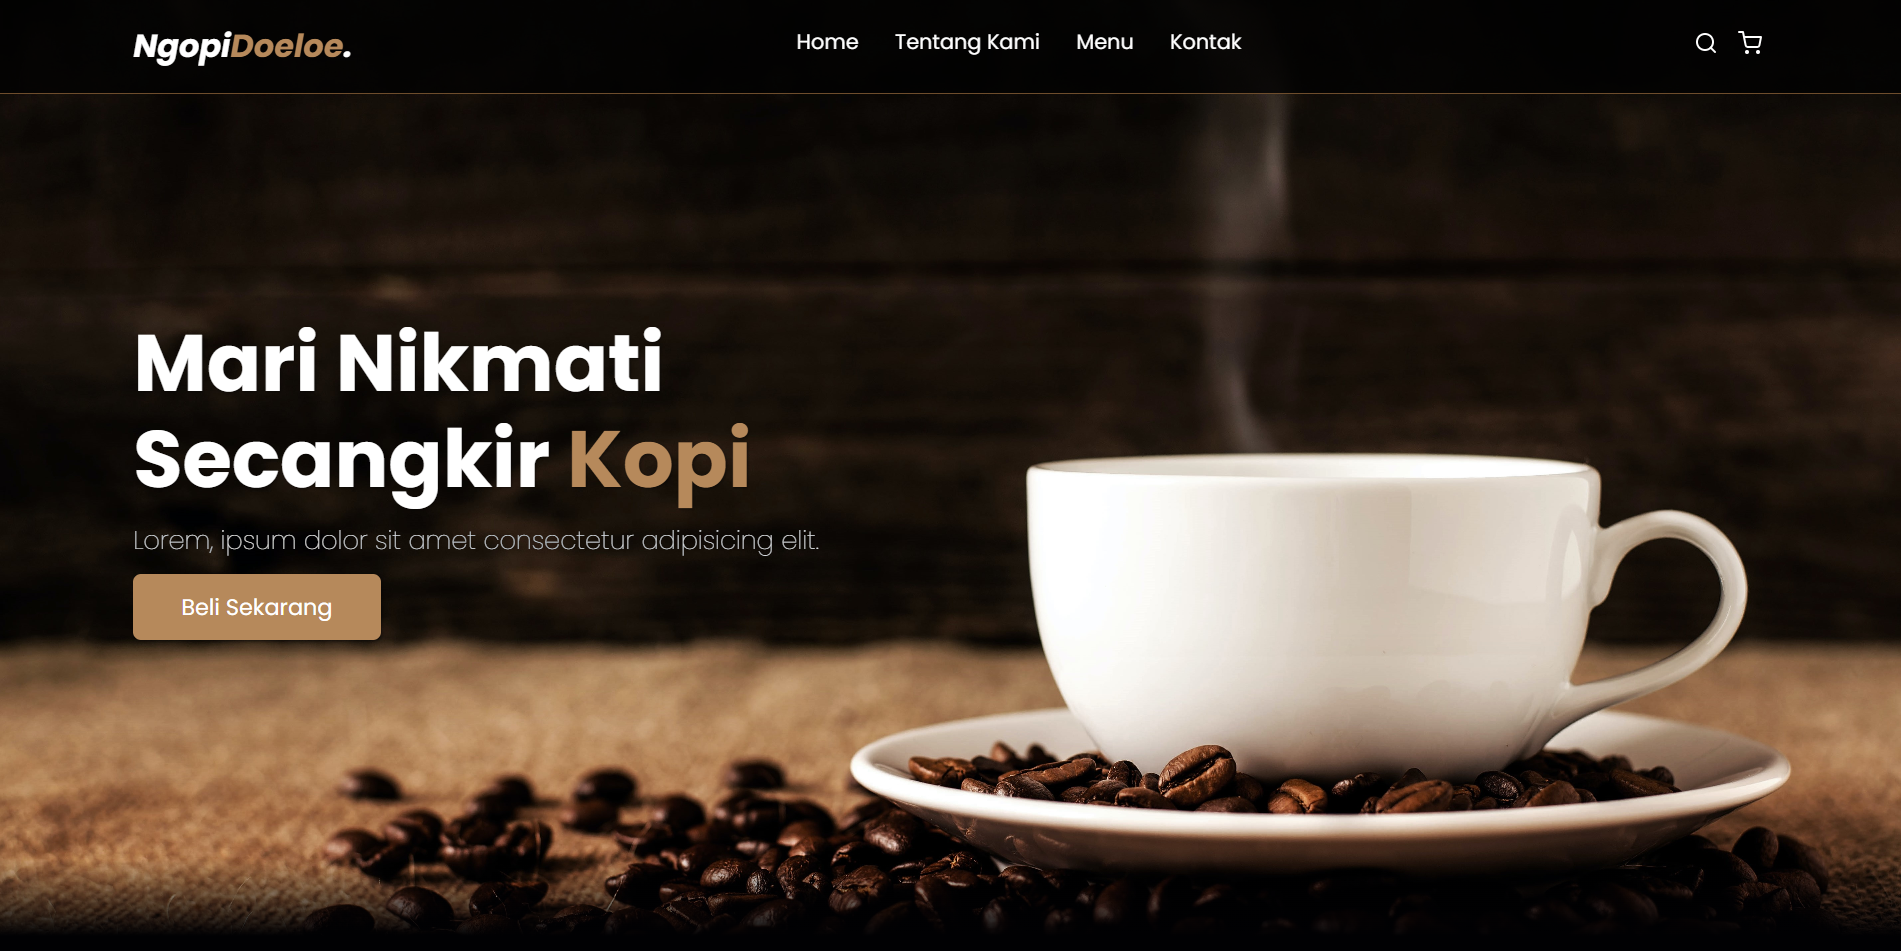 NgopiDoeloe.
Home
Tentang Kami
Menu
Kontak
Mari Nikmati
Secangkir Kopi
Lorem, ipsum dolor sit amet consectetur adipisicing elit.
Beli Sekarang